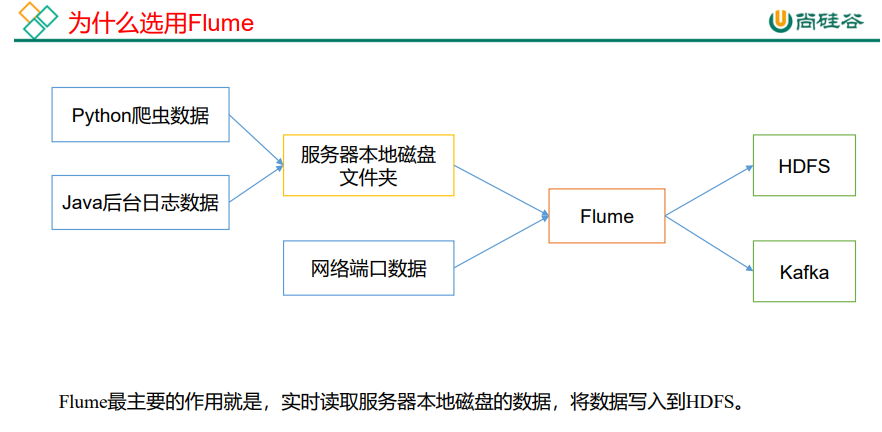 为什么选用Flume
尚硅谷
Python爬虫数据
Java后台日志数据
服务器本地磁盘
文件夹
网络端口数据
Flume
HDFS
Kafka
Flume最主要的作用就是，实时读取服务器本地磁盘的数据，将数据写入到HDFS。